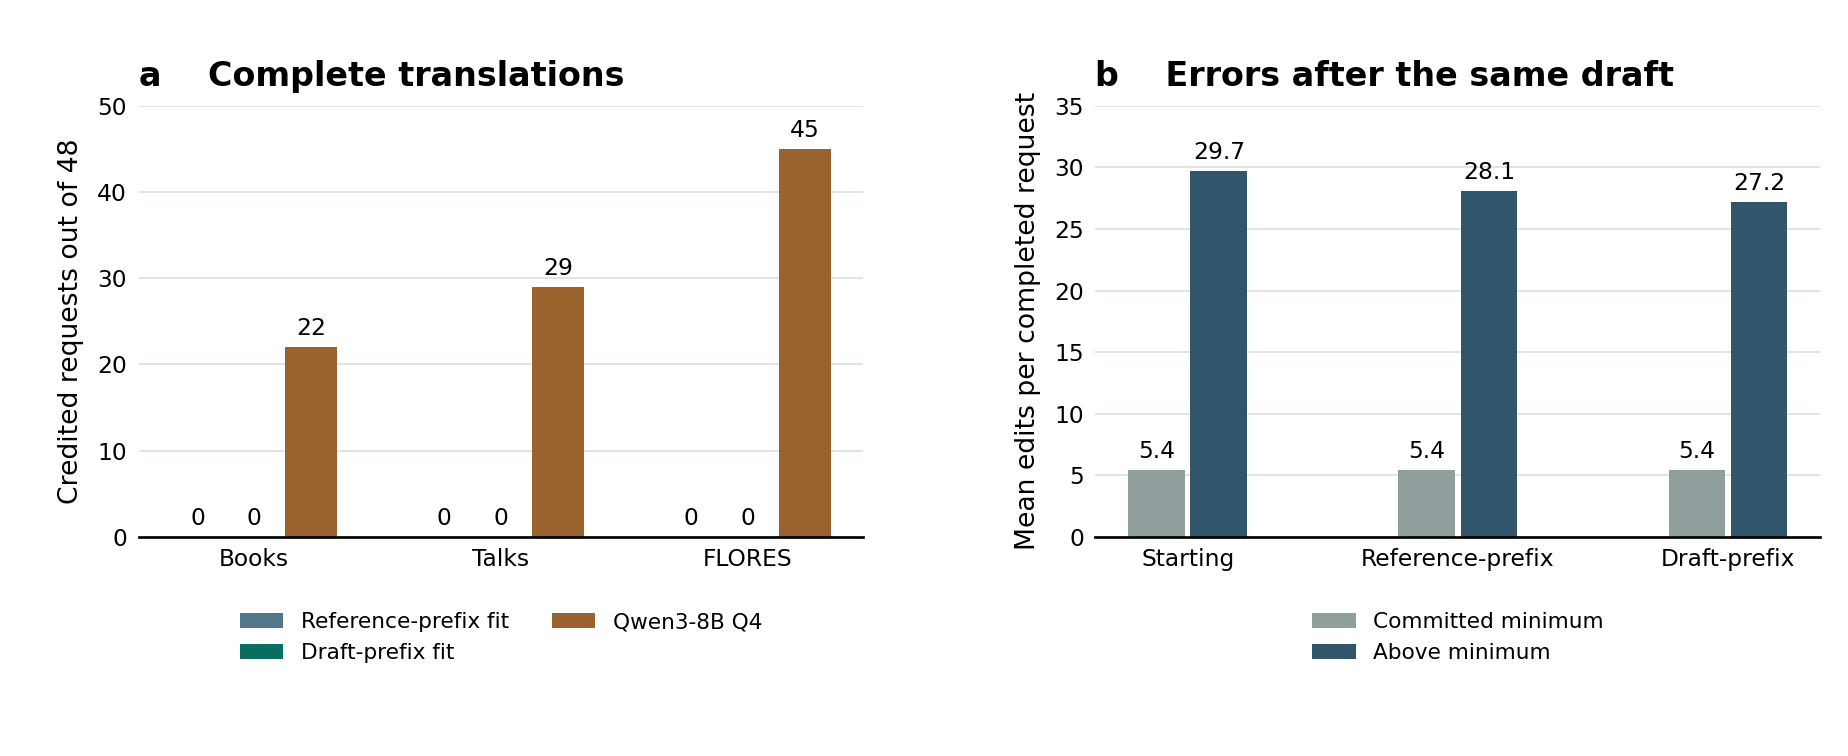 a Complete translations
Credited requests out of 48
50
40
30
20
10
0
0 0 22
0 0 29
0 0 45
Books Talks FLORES
Reference-prefix fit
Draft-prefix fit
Qwen3-8B Q4
b Errors after the same draft
Mean edits per completed request
35
30
25
20
15
10
5
0
5.4 29.7
5.4 28.1
5.4 27.2
Starting Reference-prefix Draft-prefix
Committed minimum
Above minimum